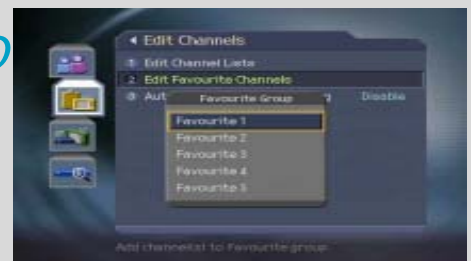 Edit Channels
1 Edit Channel Lists
2 Edit Favourite Channels
3 Aut
Disable
Favourite Group
Favourite 1
Favourite 2
Favourite 3
Favourite 4
Favourite 5
Add channel(s) to Favourite group.